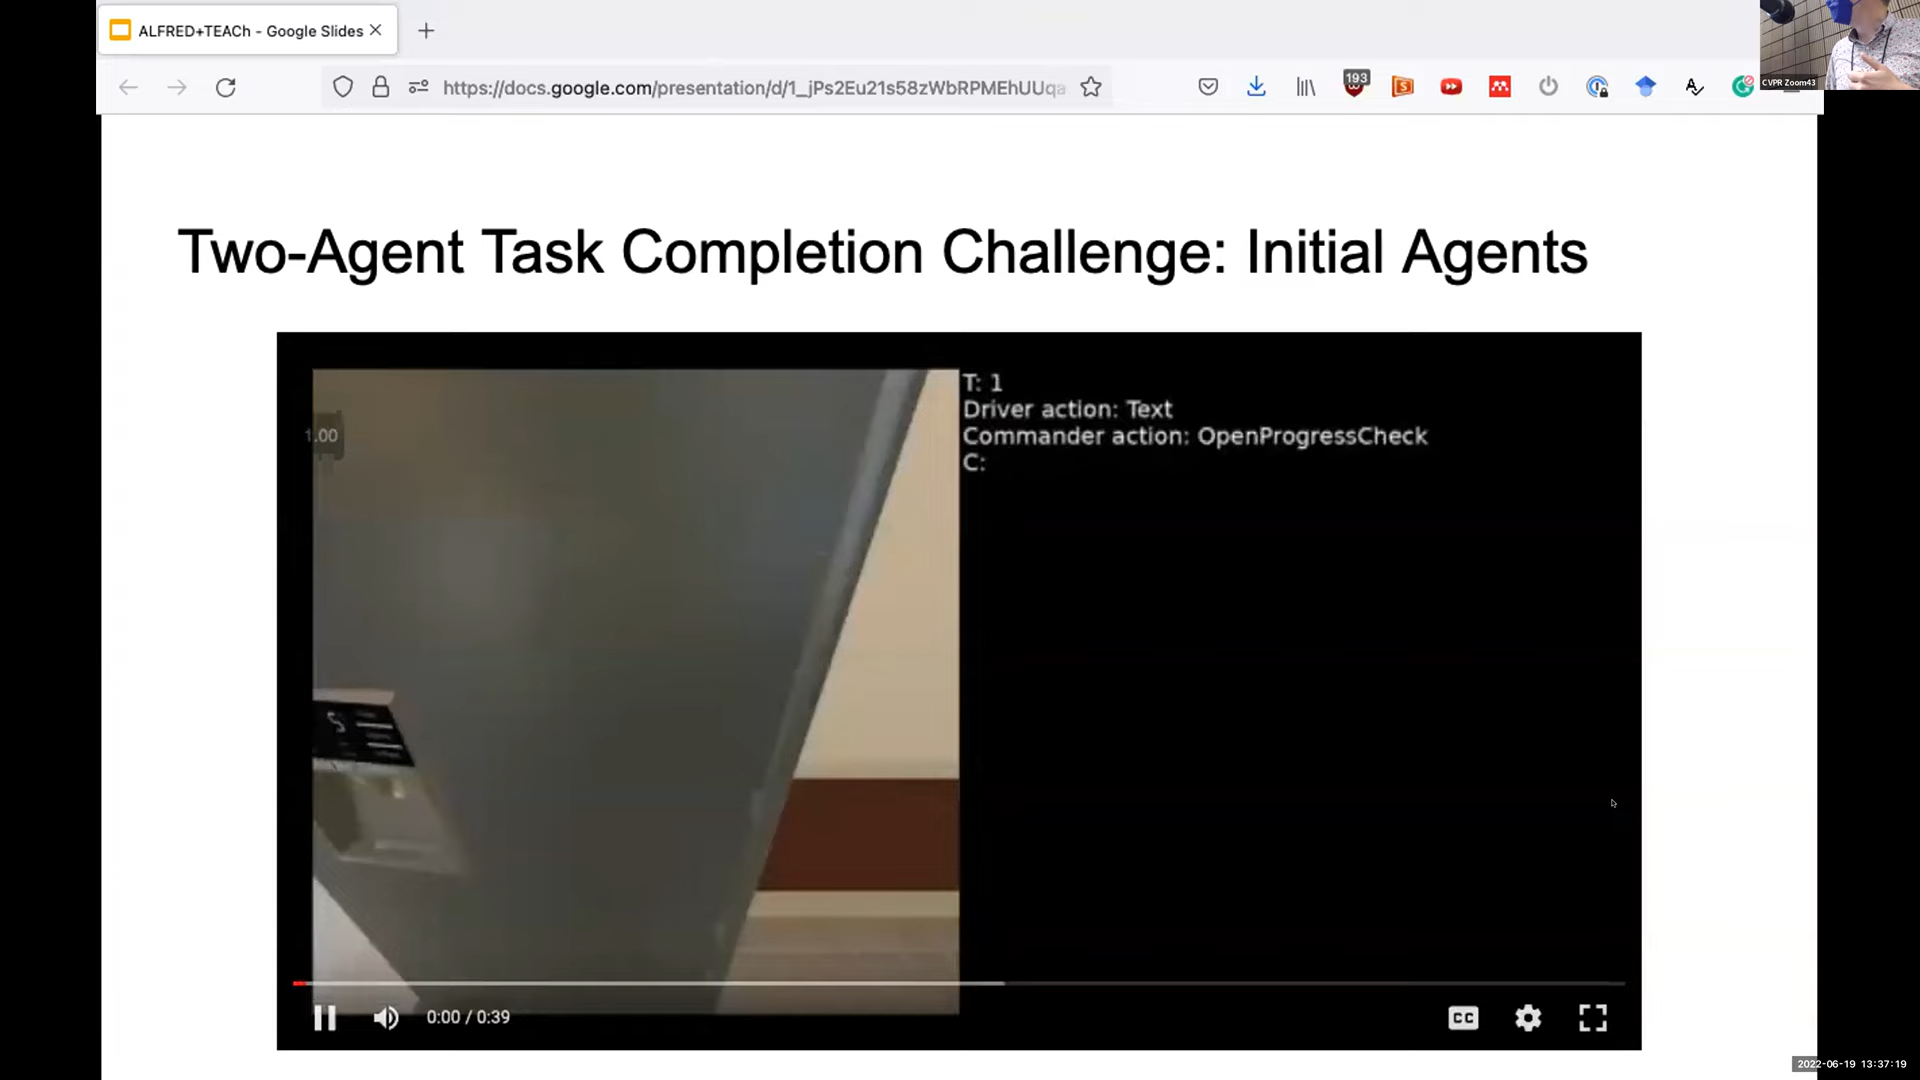 ALFRED+TEACh - Google Slides
https://docs.google.com/presentation/d/1_jPs2Eu21s58zWbRPMEhUUqa
193
CVPR Zoom43
Two-Agent Task Completion Challenge: Initial Agents
T: 1
Driver action: Text
Commander action: OpenProgressCheck
C:
1.00
0:00 / 0:39
CC
2022-06-19 13:37:19